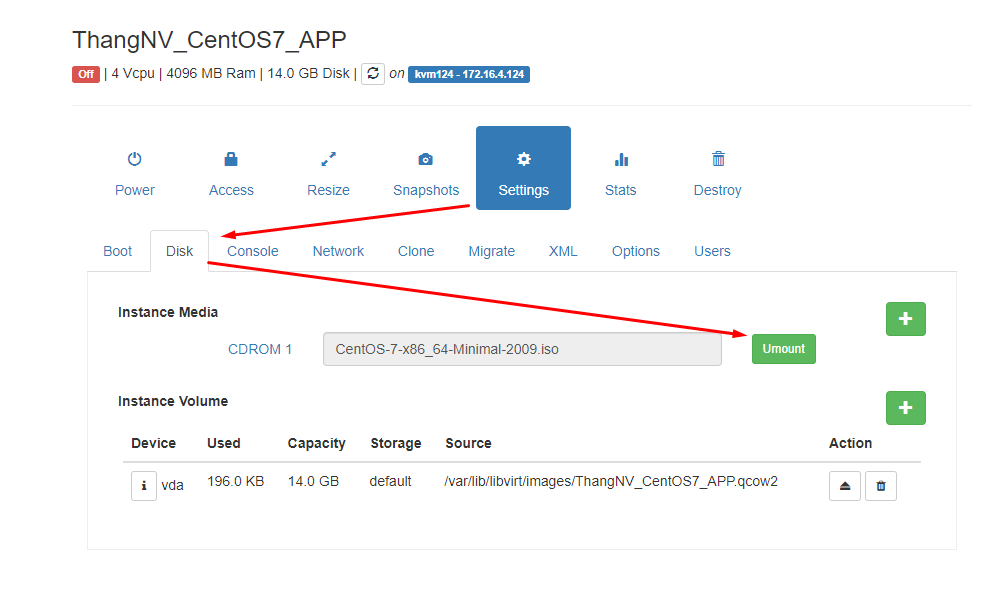 ThangNV_CentOS7_APP
Off | 4 Vcpu | 4096 MB Ram | 14.0 GB Disk | on kvm124 - 172.16.4.124
Power Access Resize Snapshots Settings Stats Destroy
Boot Disk Console Network Clone Migrate XML Options Users
Instance Media
CDROM 1 CentOS-7-x86_64-Minimal-2009.iso Umount
Instance Volume
Device Used Capacity Storage Source Action
vda 196.0 KB 14.0 GB default /var/lib/libvirt/images/ThangNV_CentOS7_APP.qcow2